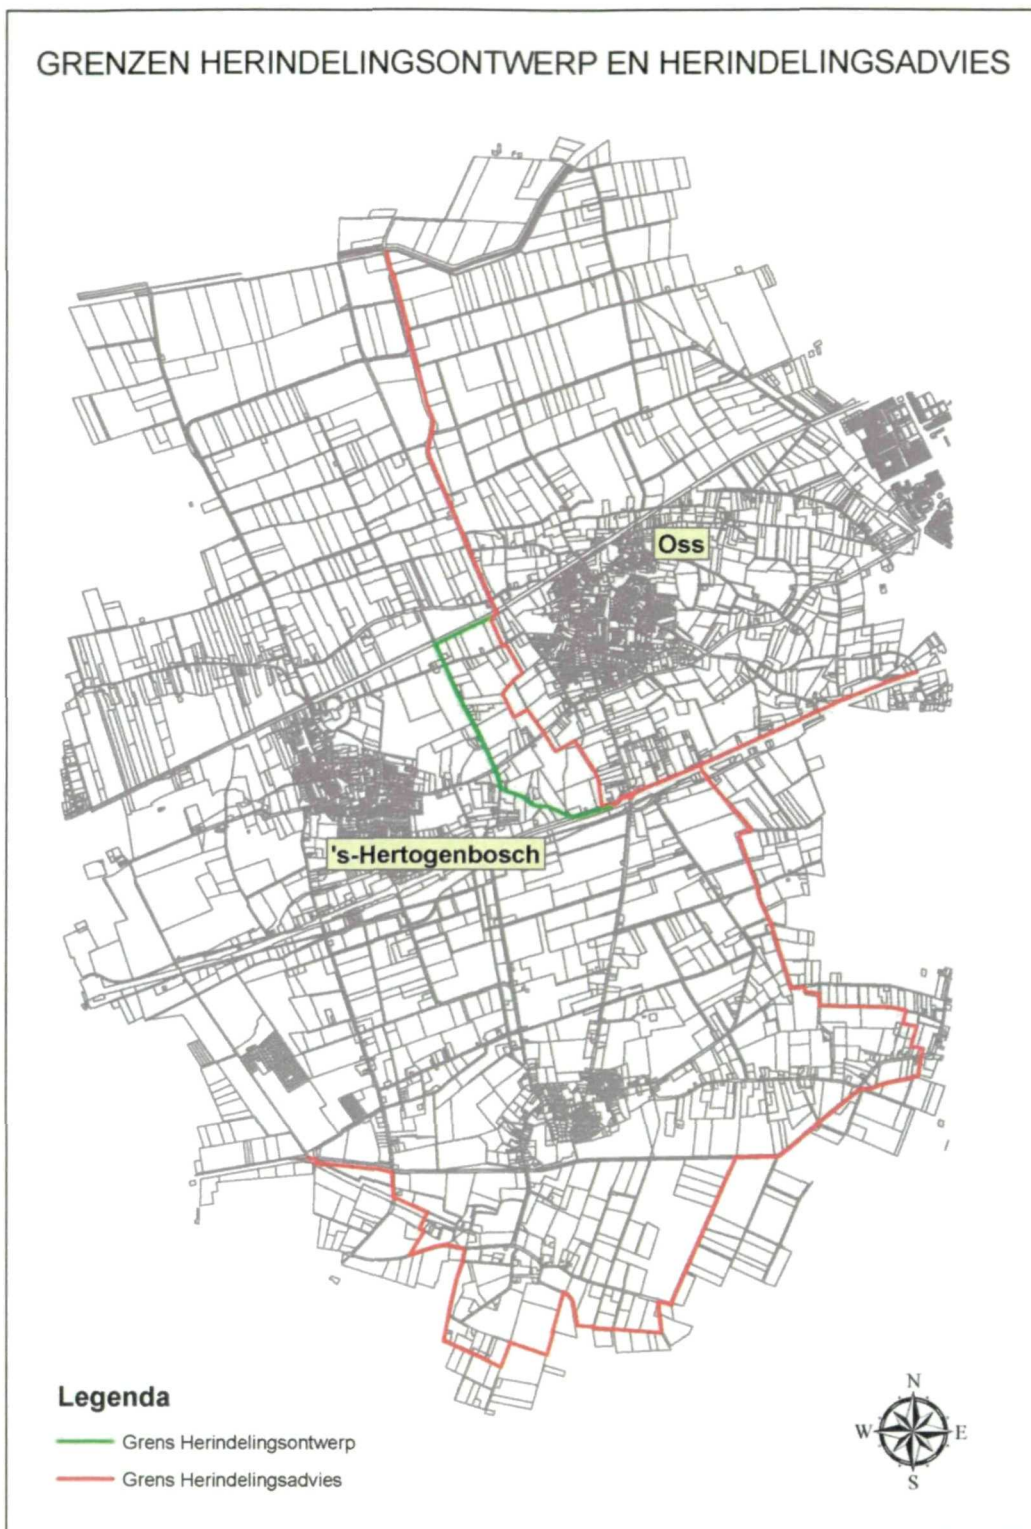 GRENZEN HERINDELINGSONTWERP EN HERINDELINGSADVIES
Oss
's-Hertogenbosch
Legenda
Grens Herindelingsontwerp
Grens Herindelingsadvies
N
W E
S